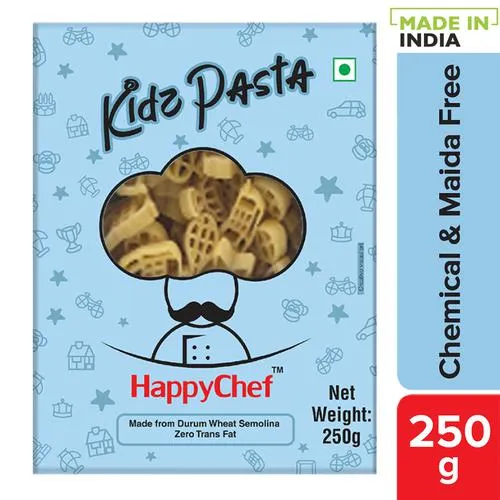 MADE IN
INDIA
Kidz PASTA
HappyChef™
Made from Durum Wheat Semolina
Zero Trans Fat
Net
Weight:
250g
Chemical & Maida Free
250
g